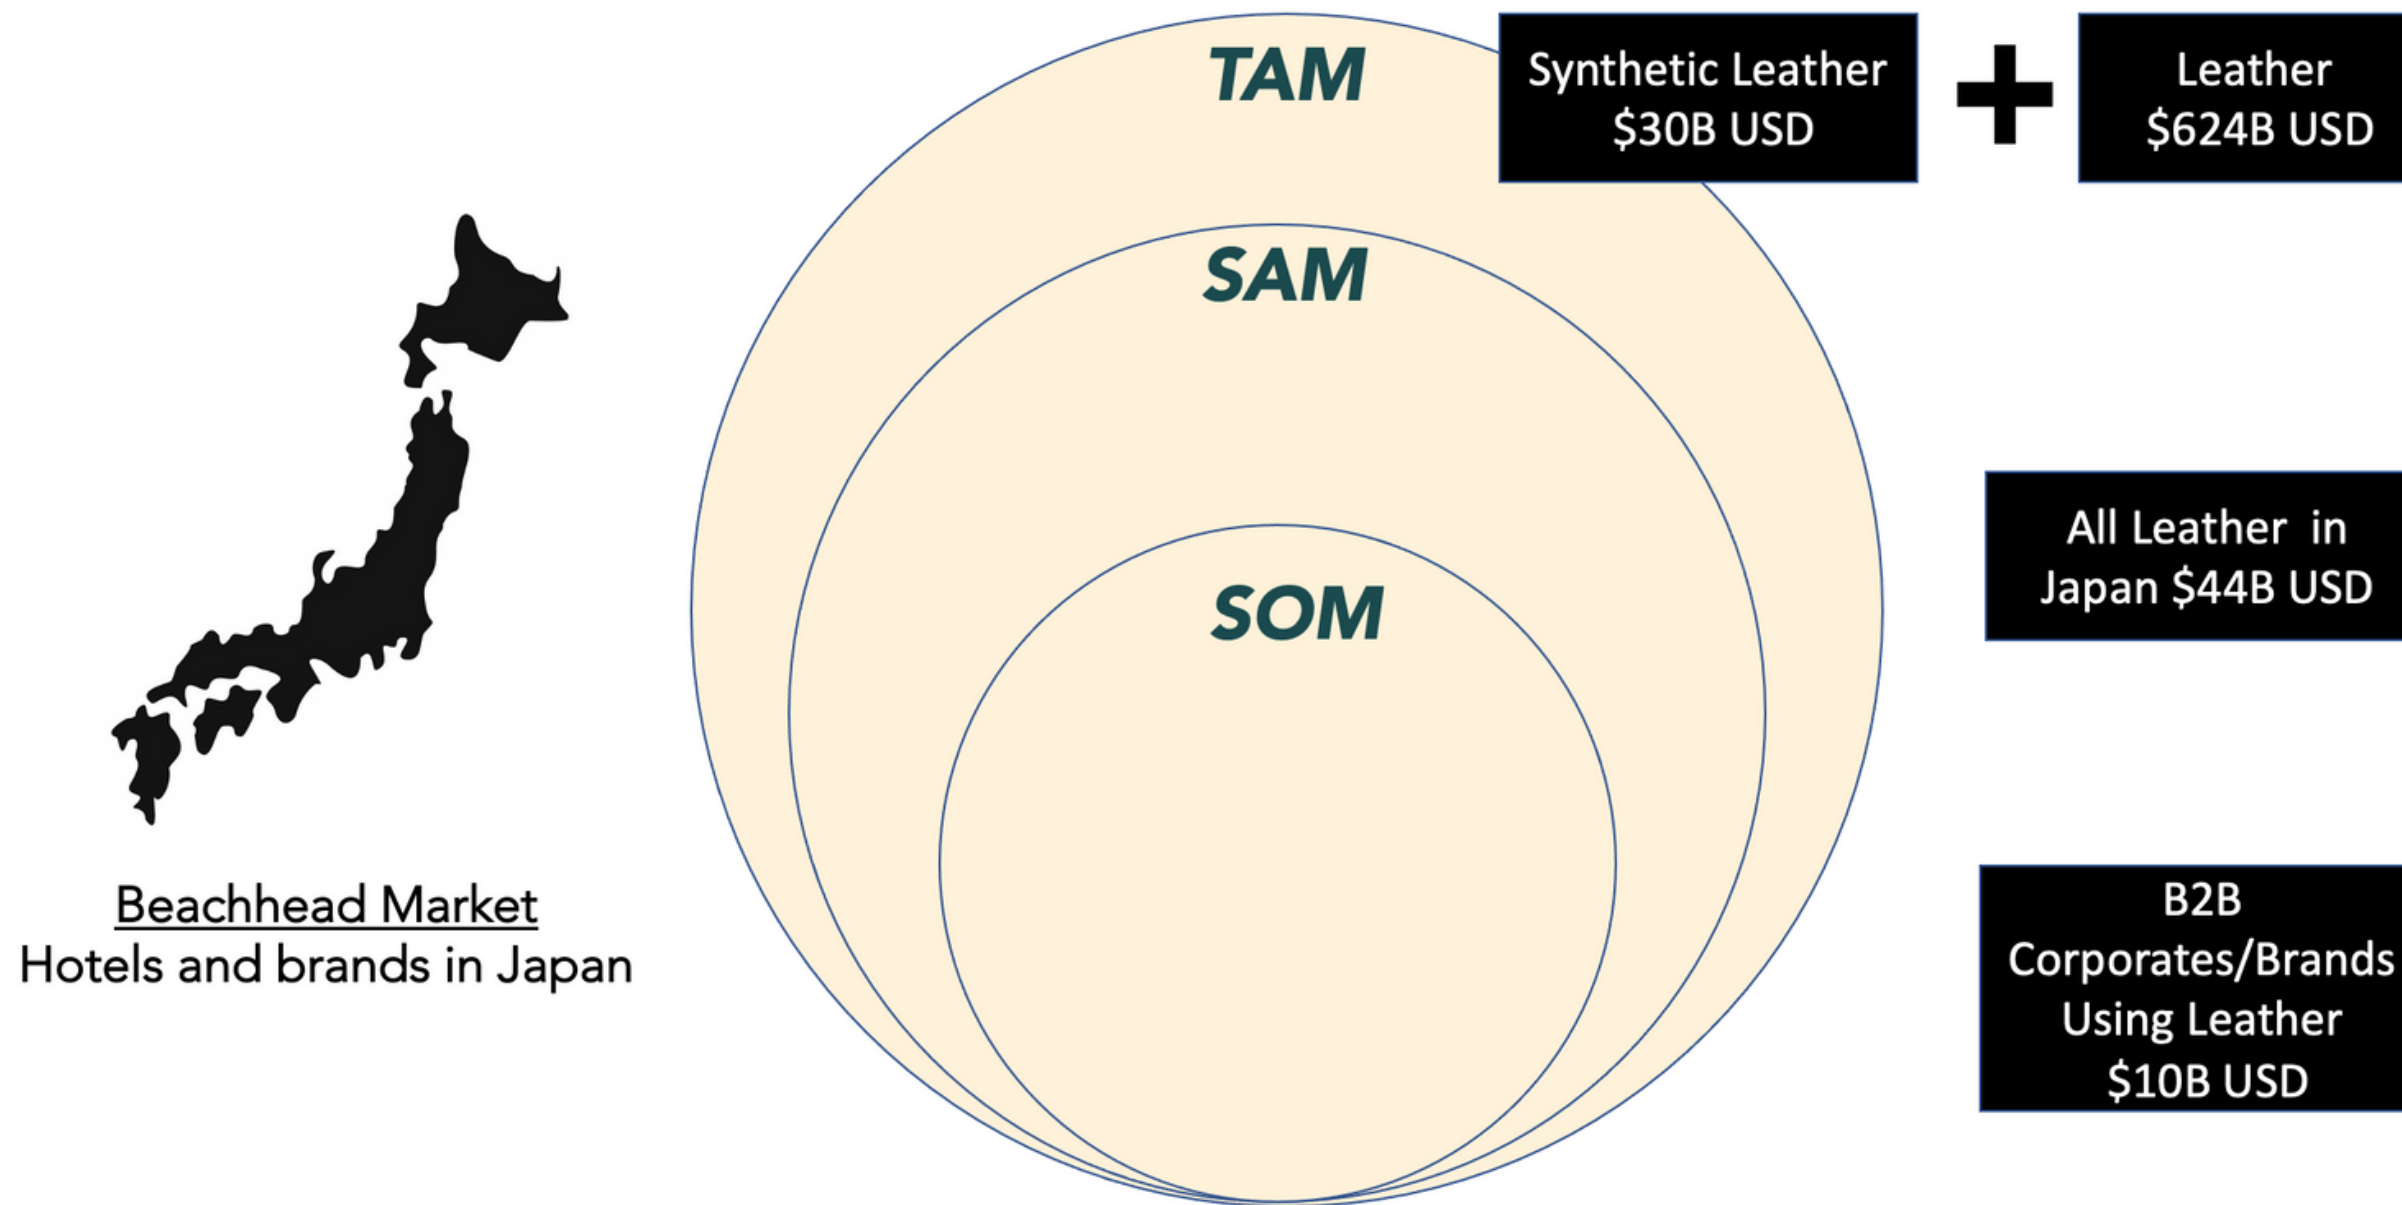 TAM
Synthetic Leather
$30B USD
Leather
$624B USD
SAM
All Leather  in
Japan $44B USD
SOM
B2B
Corporates/Brands
Using Leather
$10B USD
Beachhead Market
Hotels and brands in Japan